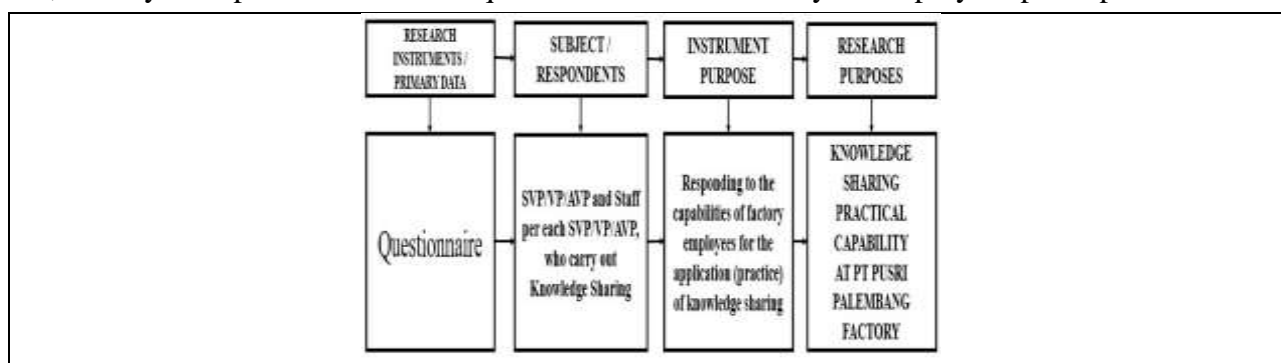 RESEARCH
INSTRUMENTS /
PRIMARY DATA
SUBJECT /
RESPONDENTS
INSTRUMENT
PURPOSE
RESEARCH
PURPOSES
Questionnaire
SVP/VP/AVP and Staff
per each SVP/VP/AVP,
who carry out
Knowledge Sharing
Responding to the
capabilities of factory
employees for the
application (practice)
of knowledge sharing
KNOWLEDGE
SHARING
PRACTICAL
CAPABILITY
AT PT PUSRI
PALEMBANG
FACTORY